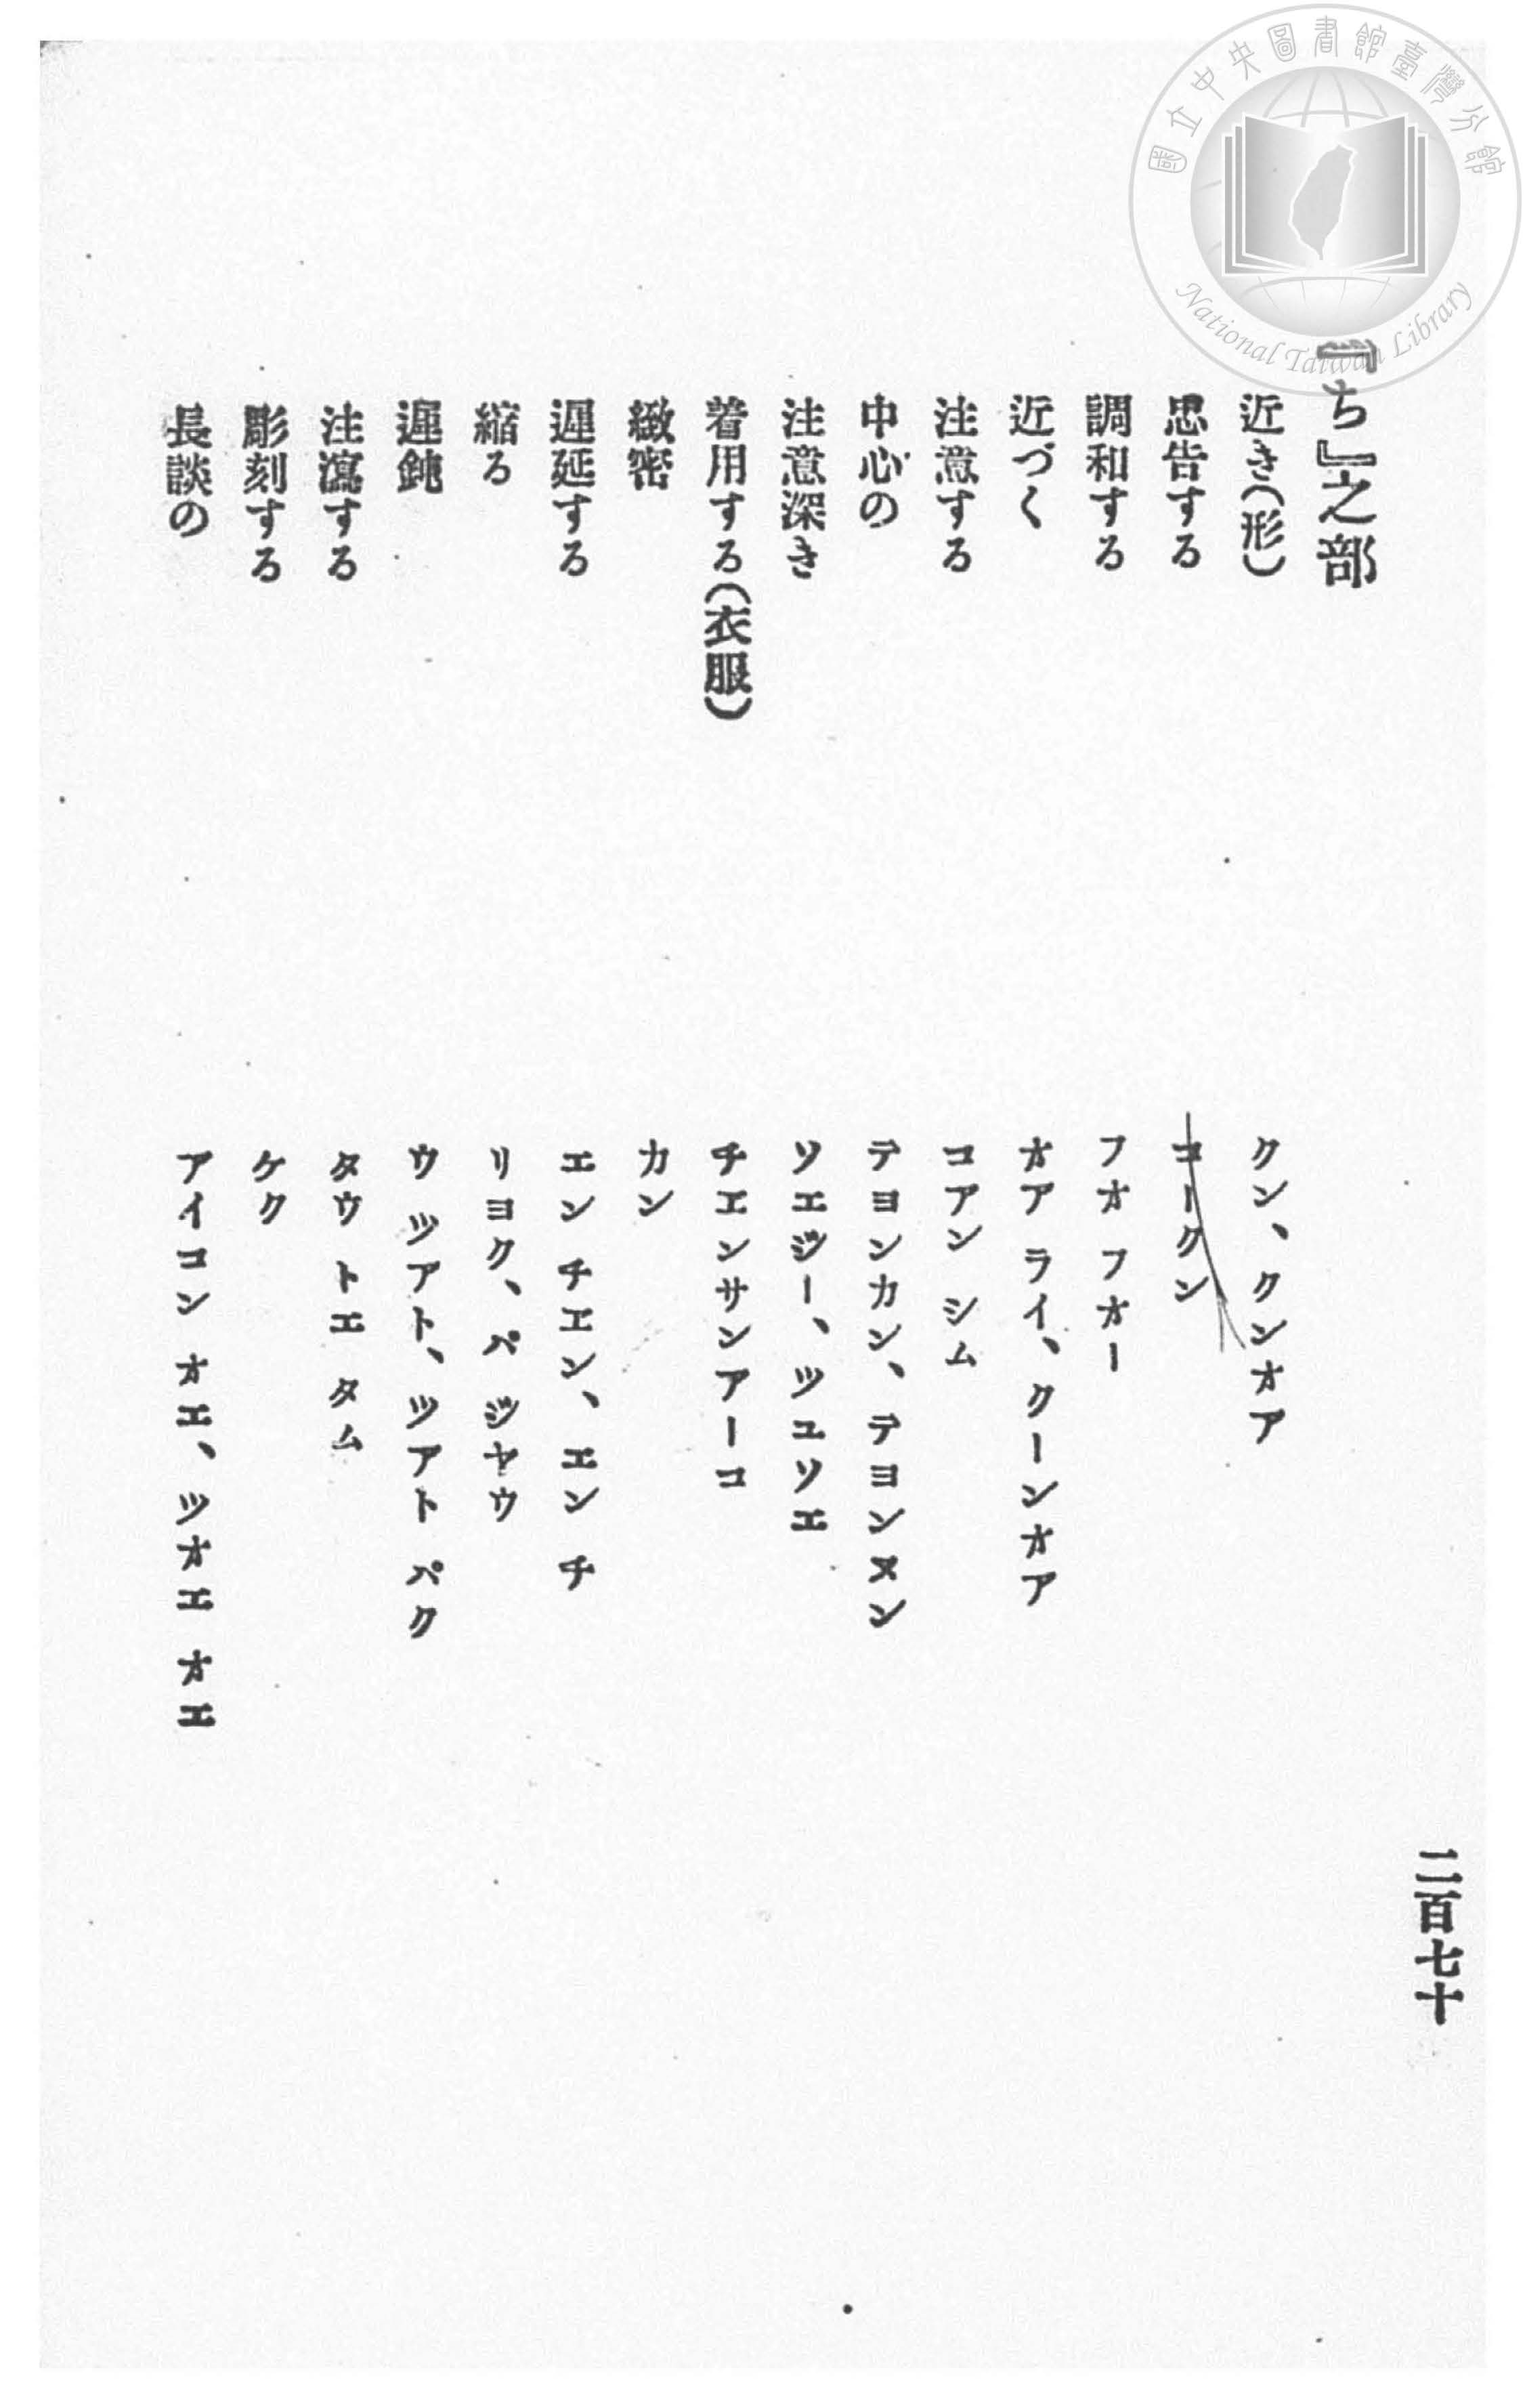 國立中央圖書館臺灣分館
National Taiwan Library
二百七十
『ち』之部
近き(形) クン、クンオア
忠告する コークン
調和する フオ フオー
近づく オア ライ、クーンオア
注意する コアン シム
中心の テヨンカン、テヨンヌン
注意深き ソエジー、ツユソエ
着用する(衣服) チエンサンアーコ
緻密 カン
遲延する エン チエン、エン チ
縮る リヨク、パ ジヤウ
遲鈍 ウ ツアト、ツアト パク
注瀉する タウ トエ タム
彫刻する ケク
長談の アイコン オエ、ツオエ オエ